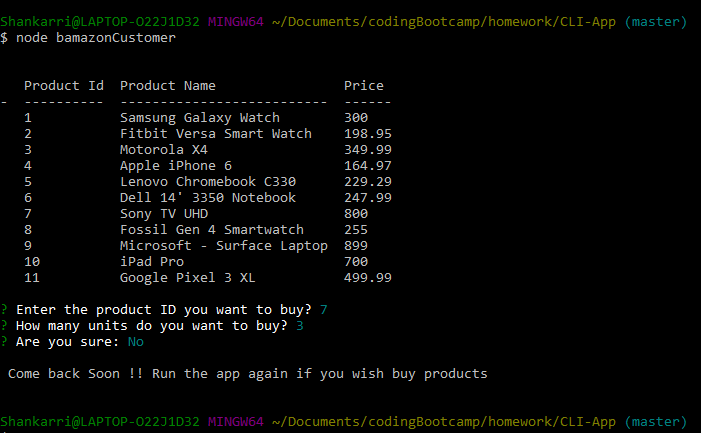 Shankarri@LAPTOP-O22J1D32 MINGW64 ~/Documents/codingBootcamp/homework/CLI-App (master)
$ node bamazonCustomer
Product Id  Product Name                Price
-  ----------  --------------------------  ------
1           Samsung Galaxy Watch        300
2           Fitbit Versa Smart Watch    198.95
3           Motorola X4                 349.99
4           Apple iPhone 6              164.97
5           Lenovo Chromebook C330      229.29
6           Dell 14' 3350 Notebook      247.99
7           Sony TV UHD                 800
8           Fossil Gen 4 Smartwatch     255
9           Microsoft - Surface Laptop  899
10          iPad Pro                    700
11          Google Pixel 3 XL           499.99
? Enter the product ID you want to buy? 7
? How many units do you want to buy? 3
? Are you sure: No
Come back Soon !! Run the app again if you wish buy products
Shankarri@LAPTOP-O22J1D32 MINGW64 ~/Documents/codingBootcamp/homework/CLI-App (master)